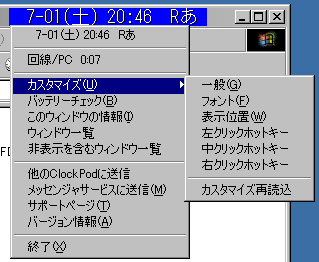 7-01(土) 20:46 Rあ
7-01(土) 20:46 Rあ
回線/PC 0:07
カスタマイズ(U)
バッテリーチェック(B)
このウィンドウの情報(I)
ウィンドウ一覧
非表示を含むウィンドウ一覧
他のClockPodに送信
メッセンジャサービスに送信(M)
サポートページ(T)
バージョン情報(A)
終了(X)
一般(G)
フォント(F)
表示位置(W)
左クリックホットキー
中クリックホットキー
右クリックホットキー
カスタマイズ再読込
FD